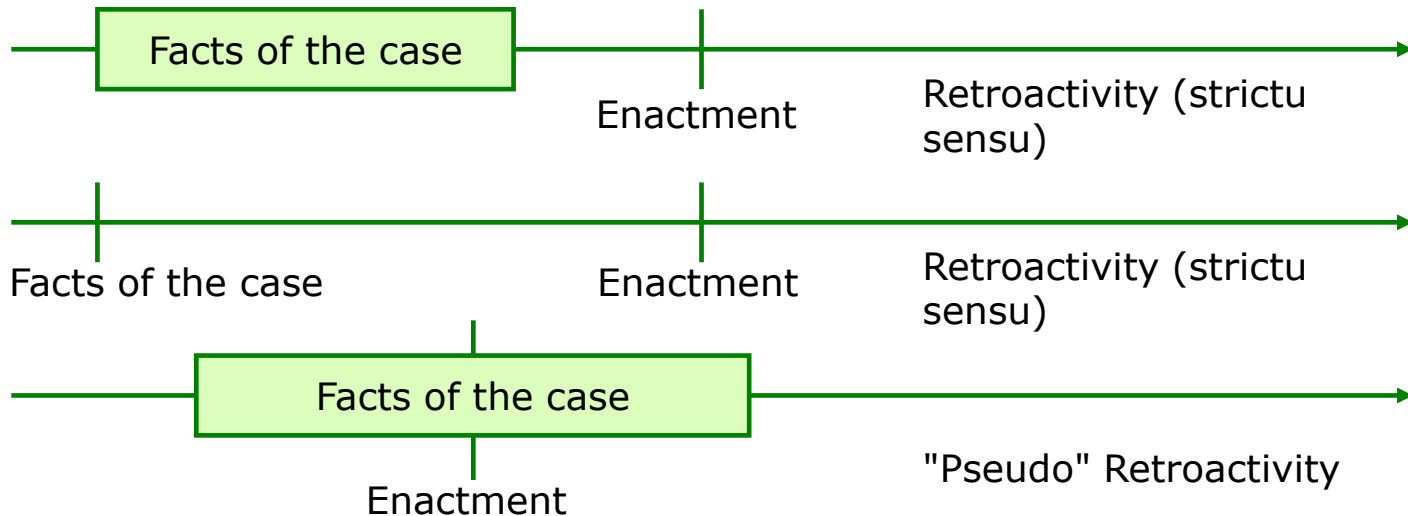 Facts of the case
Enactment
Retroactivity (strictu
sensu)
Facts of the case
Enactment
Retroactivity (strictu
sensu)
Facts of the case
Enactment
"Pseudo" Retroactivity